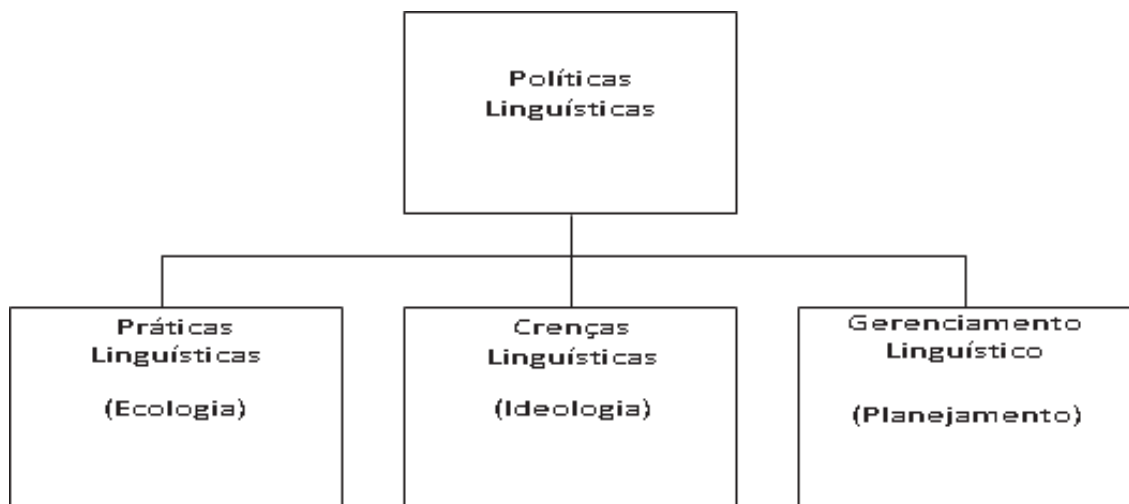 Políticas
Linguísticas
Práticas
Linguísticas
(Ecologia)
Crenças
Linguísticas
(Ideologia)
Gerenciamento
Linguístico
(Planejamento)